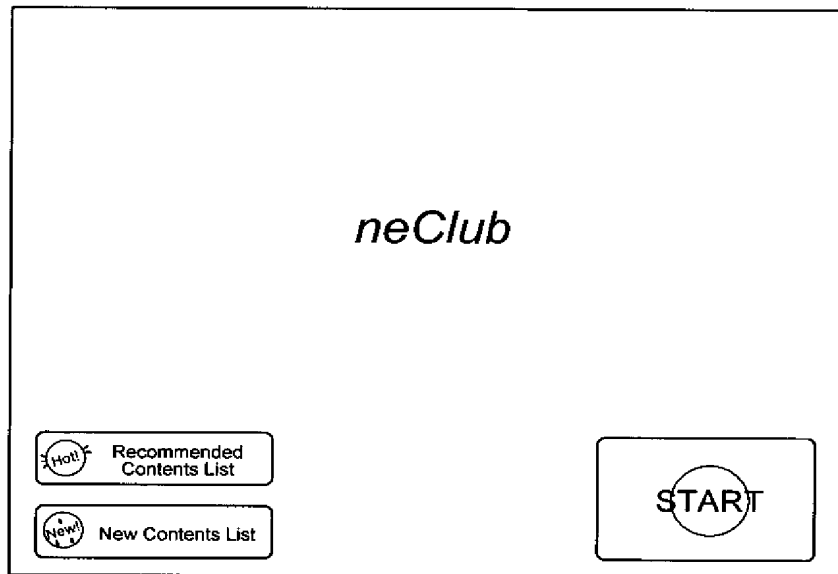 neClub
Hot!
Recommended
Contents List
New!
New Contents List
START